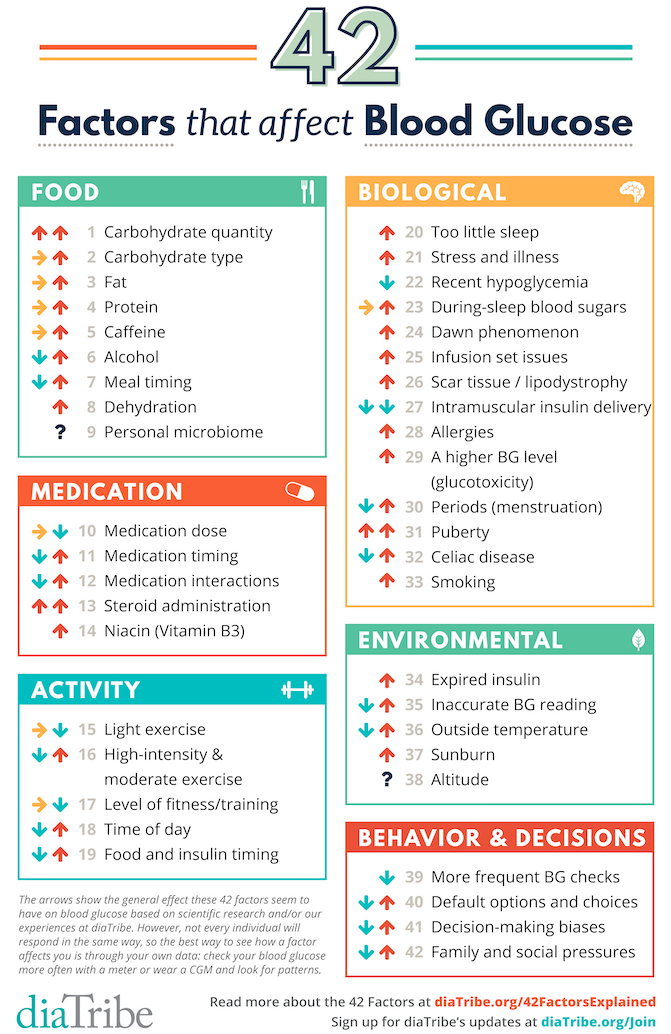 42
Factors that affect Blood Glucose
FOOD
1 Carbohydrate quantity
2 Carbohydrate type
3 Fat
4 Protein
5 Caffeine
6 Alcohol
7 Meal timing
8 Dehydration
? 9 Personal microbiome
MEDICATION
10 Medication dose
11 Medication timing
12 Medication interactions
13 Steroid administration
14 Niacin (Vitamin B3)
ACTIVITY
15 Light exercise
16 High-intensity &
moderate exercise
17 Level of fitness/training
18 Time of day
19 Food and insulin timing
BIOLOGICAL
20 Too little sleep
21 Stress and illness
22 Recent hypoglycemia
23 During-sleep blood sugars
24 Dawn phenomenon
25 Infusion set issues
26 Scar tissue / lipodystrophy
27 Intramuscular insulin delivery
28 Allergies
29 A higher BG level
(glucotoxicity)
30 Periods (menstruation)
31 Puberty
32 Celiac disease
33 Smoking
ENVIRONMENTAL
34 Expired insulin
35 Inaccurate BG reading
36 Outside temperature
37 Sunburn
? 38 Altitude
BEHAVIOR & DECISIONS
39 More frequent BG checks
40 Default options and choices
41 Decision-making biases
42 Family and social pressures
The arrows show the general effect these 42 factors seem to
have on blood glucose based on scientific research and/or our
experiences at diaTribe. However, not every individual will
respond in the same way, so the best way to see how a factor
affects you is through your own data: check your blood glucose
more often with a meter or wear a CGM and look for patterns.
diaTribe
Read more about the 42 Factors at diaTribe.org/42FactorsExplained
Sign up for diaTribe's updates at diaTribe.org/Join